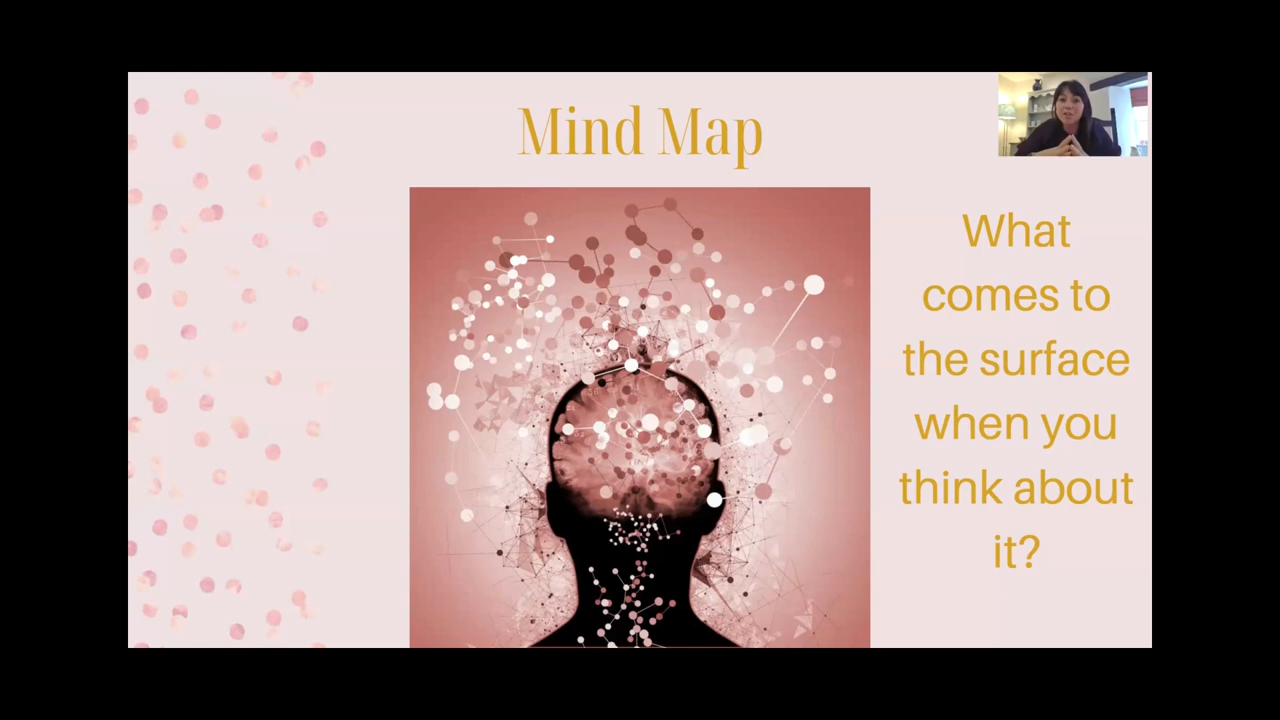 Mind Map
What
comes to
the surface
when you
think about
it?